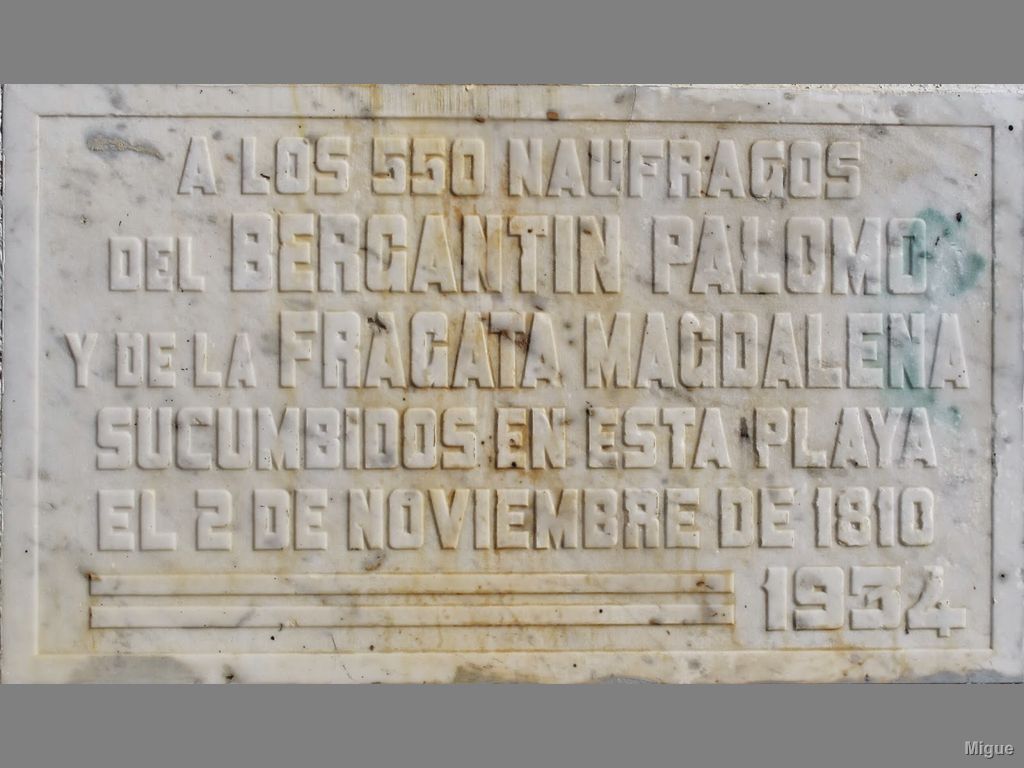 A LOS 550 NAUFRAGOS
DEL BERGANTIN PALOMO
Y DE LA FRAGATA MAGDALENA
SUCUMBiDOS EN ESTA PLAYA
EL 2 DE NOVIEMBRE DE 1810
1934
Migue